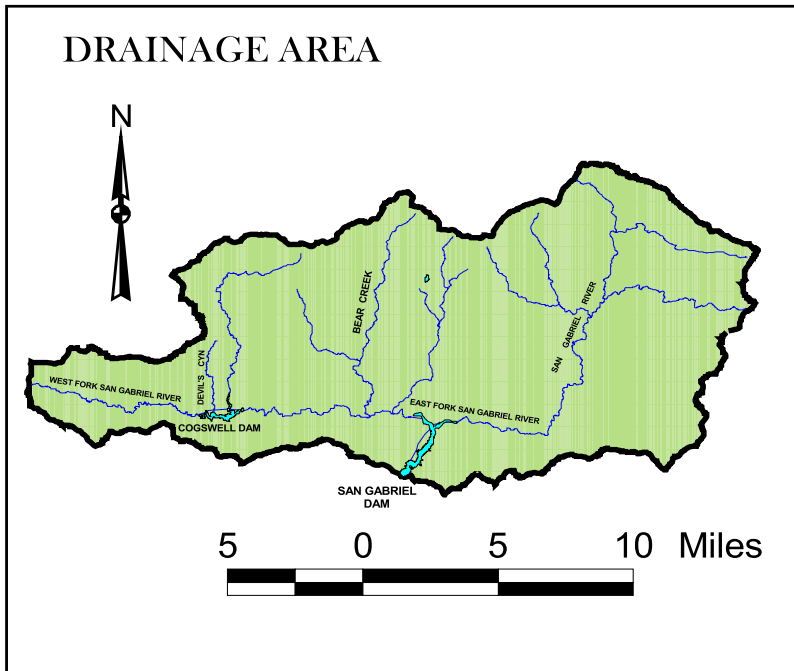 DRAINAGE AREA
N
BEAR CREEK
SAN GABRIEL RIVER
DEVIL'S CYN
WEST FORK SAN GABRIEL RIVER
EAST FORK SAN GABRIEL RIVER
COGSWELL DAM
SAN GABRIEL
DAM
5 0 5 10 Miles